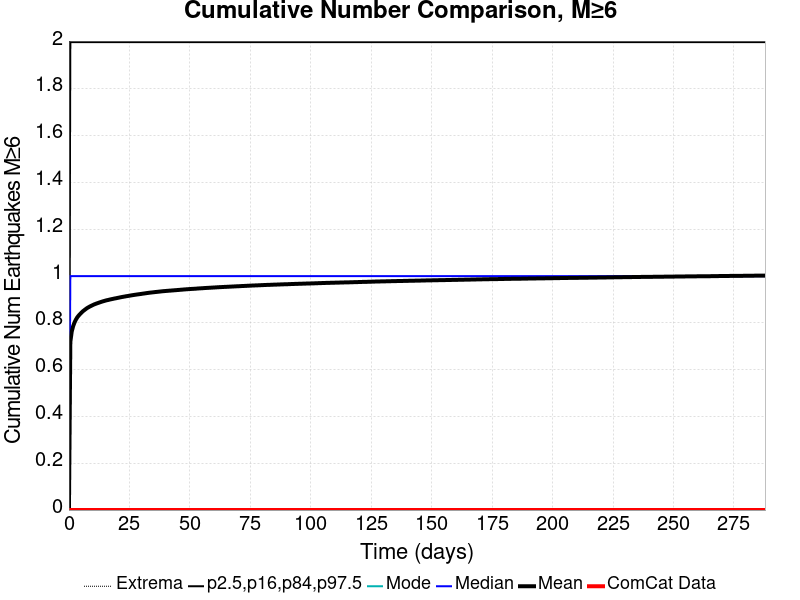 Cumulative Number Comparison, M≥6
Cumulative Num Earthquakes M≥6
2
1.8
1.6
1.4
1.2
1
0.8
0.6
0.4
0.2
0
0 25 50 75 100 125 150 175 200 225 250 275
Time (days)
Extrema p2.5,p16,p84,p97.5 Mode Median Mean ComCat Data